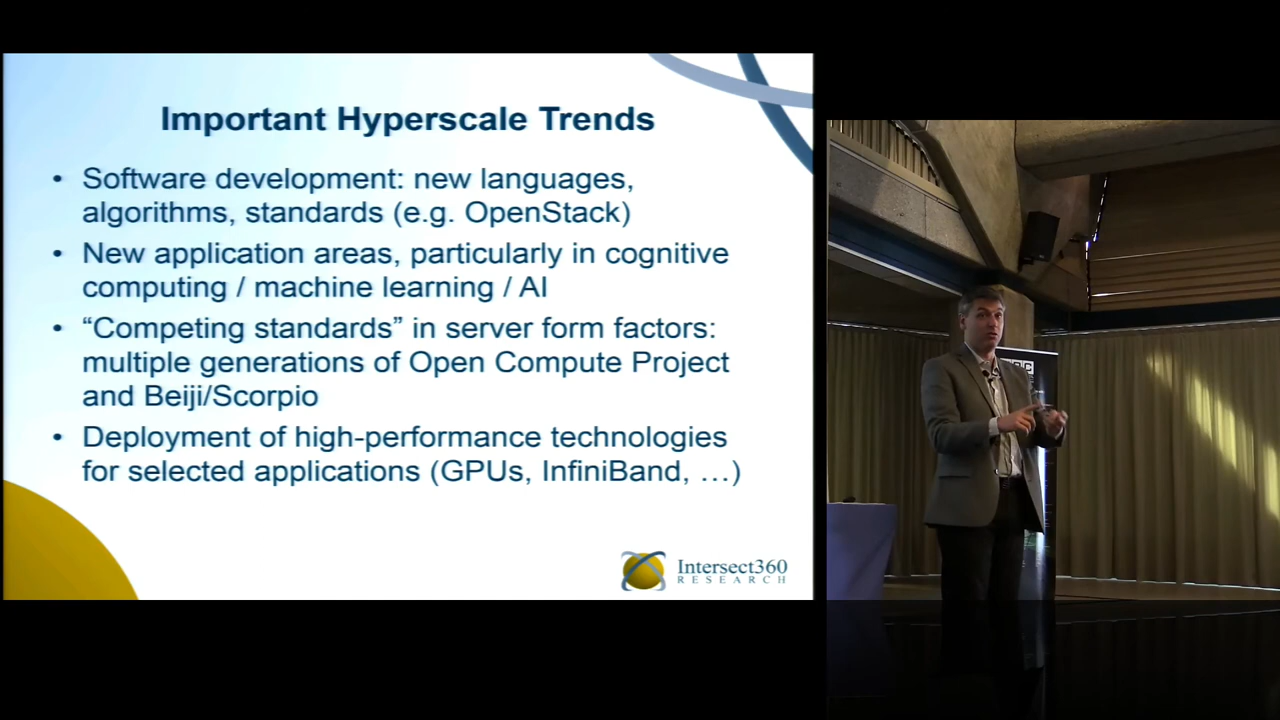 Important Hyperscale Trends
• Software development: new languages,
algorithms, standards (e.g. OpenStack)
• New application areas, particularly in cognitive
computing / machine learning / AI
• “Competing standards” in server form factors:
multiple generations of Open Compute Project
and Beiji/Scorpio
• Deployment of high-performance technologies
for selected applications (GPUs, InfiniBand, …)
Intersect360
RESEARCH